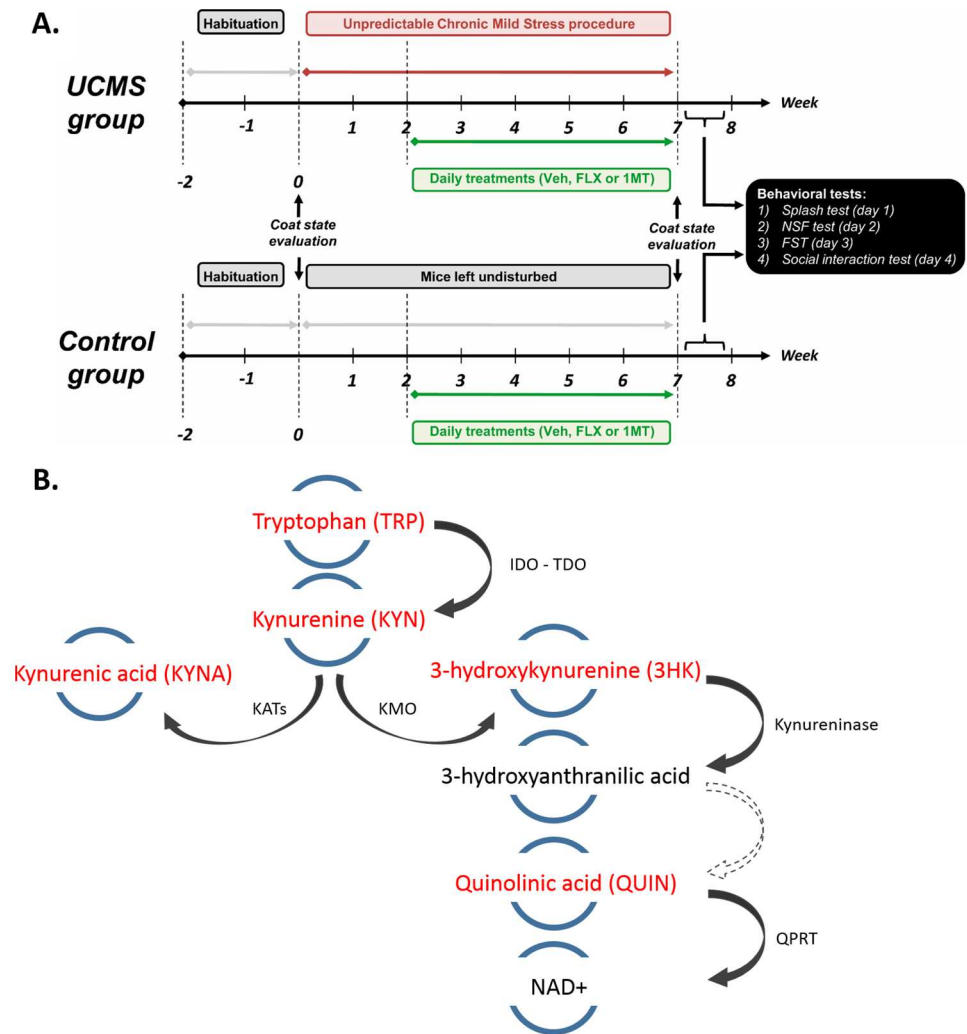 A.
Habituation
Unpredictable Chronic Mild Stress procedure
UCMS
group
Week
-1
1
2
3
4
5
6
7
8
-2
0
Daily treatments (Veh, FLX or 1MT)
Coat state
evaluation
Coat state
evaluation
Behavioral tests:
1) Splash test (day 1)
2) NSF test (day 2)
3) FST (day 3)
4) Social interaction test (day 4)
Habituation
Mice left undisturbed
Control
group
Week
-1
1
2
3
4
5
6
7
8
-2
0
Daily treatments (Veh, FLX or 1MT)
B.
Tryptophan (TRP)
IDO - TDO
Kynurenine (KYN)
Kynurenic acid (KYNA)
3-hydroxykynurenine (3HK)
KATs
KMO
Kynureninase
3-hydroxyanthranilic acid
Quinolinic acid (QUIN)
QPRT
NAD+